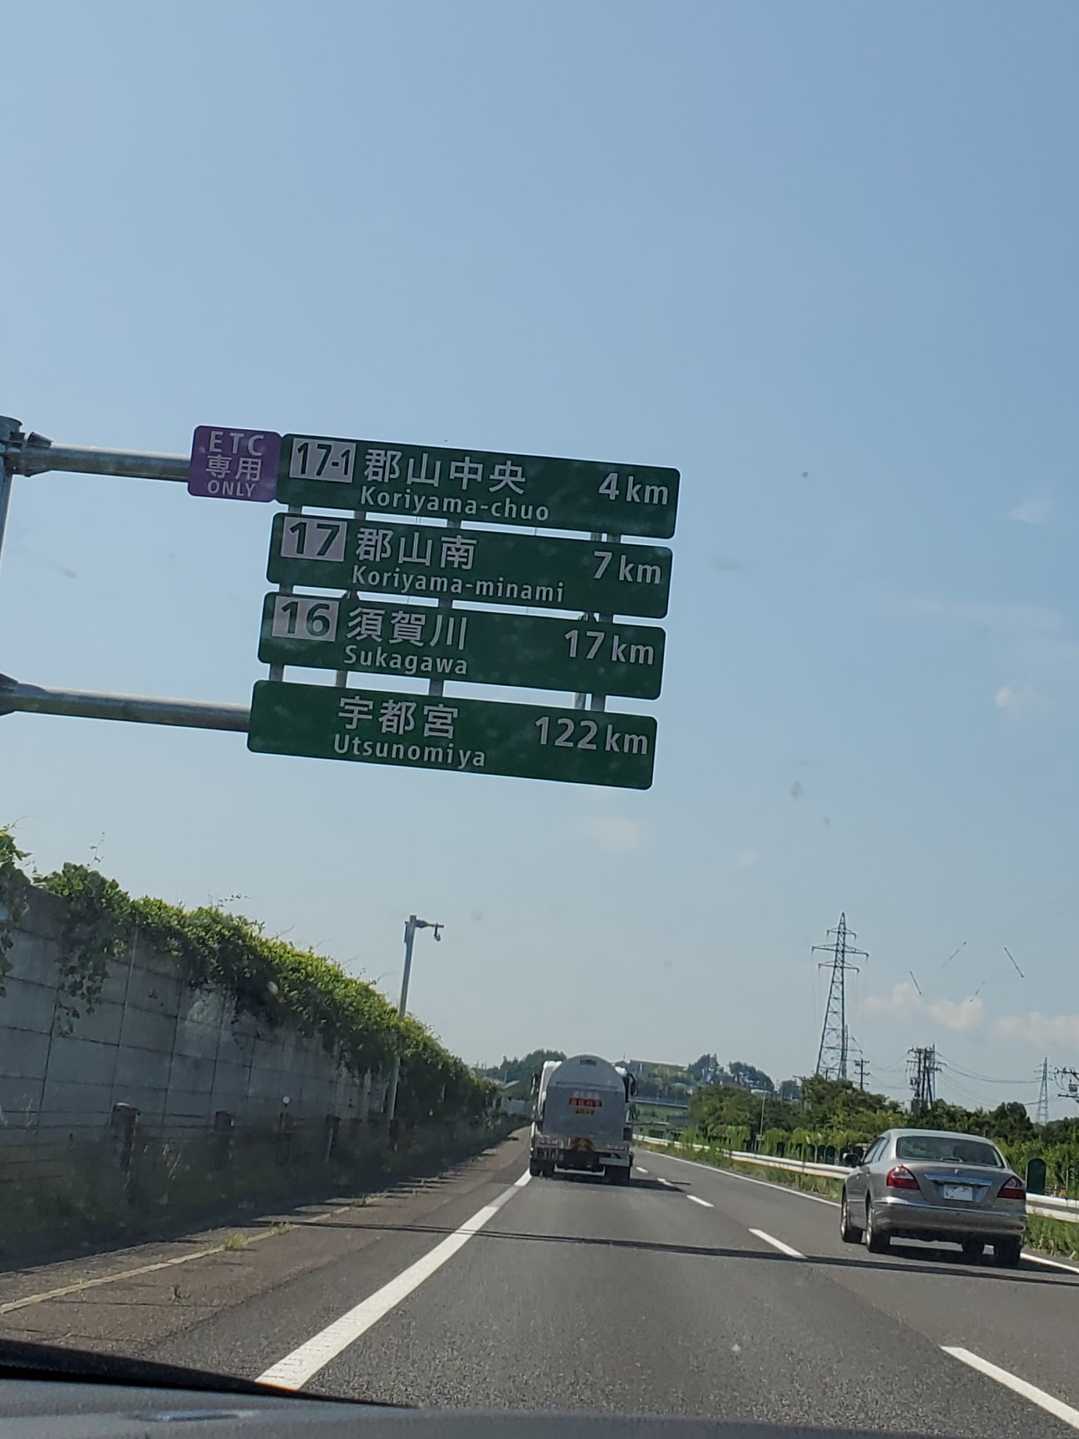 ETC
専用
ONLY
17-1 郡山中央 4km
Koriyama-chuo
17 郡山南 7km
Koriyama-minami
16 須賀川 17km
Sukagawa
宇都宮 122km
Utsunomiya